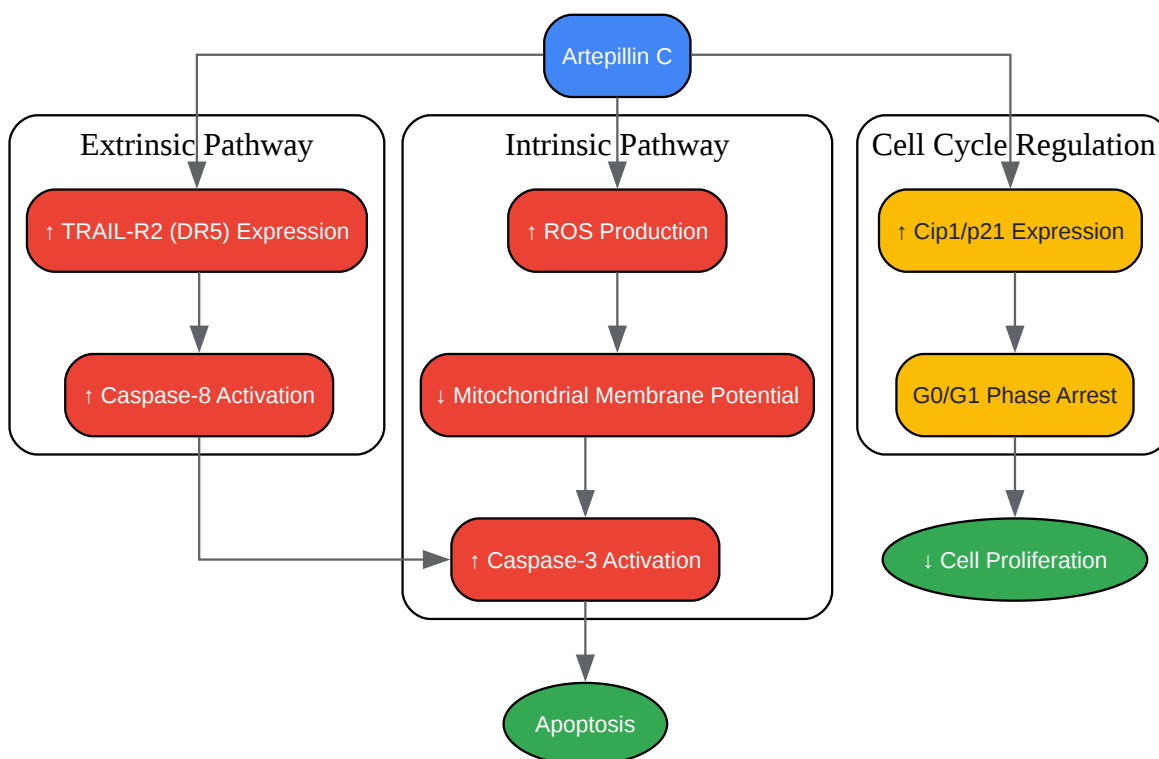 Artepillin C
Extrinsic Pathway
Intrinsic Pathway
Cell Cycle Regulation
↑ TRAIL-R2 (DR5) Expression
↑ ROS Production
↑ Cip1/p21 Expression
↑ Caspase-8 Activation
↓ Mitochondrial Membrane Potential
G0/G1 Phase Arrest
↑ Caspase-3 Activation
↓ Cell Proliferation
Apoptosis